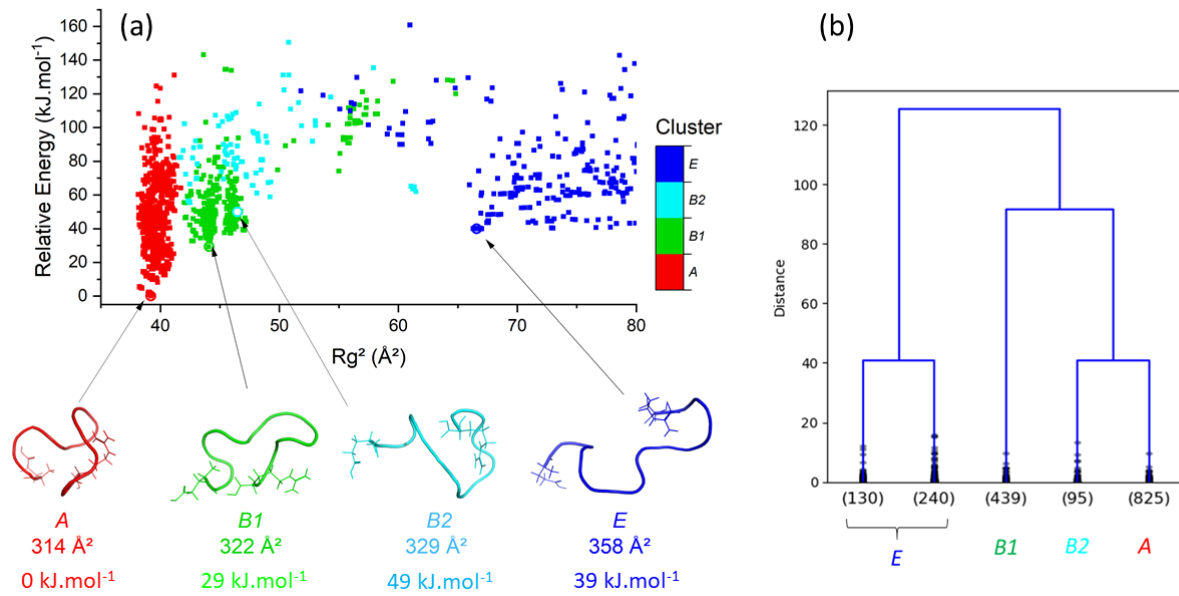 (a)
(b)
Relative Energy (kJ.mol⁻¹)
160
140
120
100
80
60
40
20
0
40
50
60
70
80
Rg² (Å²)
Cluster
E
B2
B1
A
A
314 Å²
0 kJ.mol⁻¹
B1
322 Å²
29 kJ.mol⁻¹
B2
329 Å²
49 kJ.mol⁻¹
E
358 Å²
39 kJ.mol⁻¹
Distance
120
100
80
60
40
20
0
(130) (240) (439) (95) (825)
E B1 B2 A